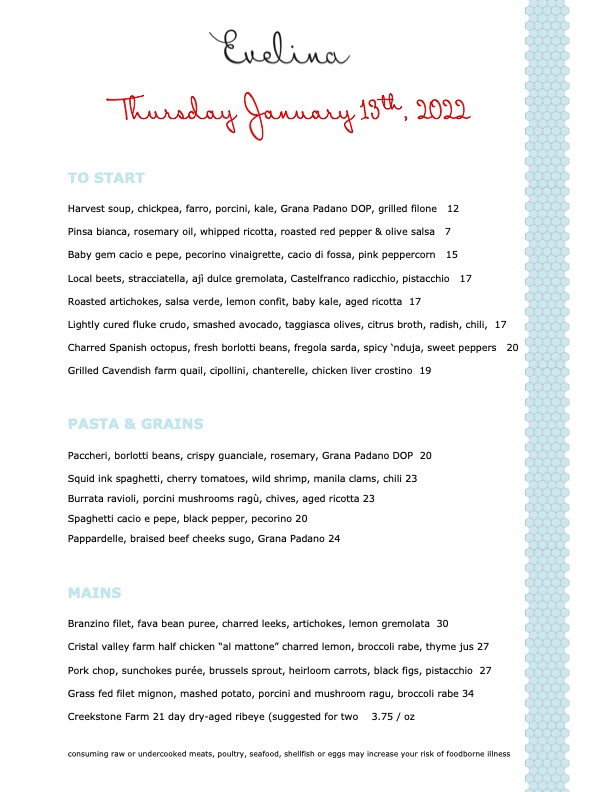 Evelina
Thursday January 13th, 2022
TO START
Harvest soup, chickpea, farro, porcini, kale, Grana Padano DOP, grilled filone 12
Pinsa bianca, rosemary oil, whipped ricotta, roasted red pepper & olive salsa 7
Baby gem cacio e pepe, pecorino vinaigrette, cacio di fossa, pink peppercorn 15
Local beets, stracciatella, ajì dulce gremolata, Castelfranco radicchio, pistacchio 17
Roasted artichokes, salsa verde, lemon confit, baby kale, aged ricotta 17
Lightly cured fluke crudo, smashed avocado, taggiasca olives, citrus broth, radish, chili, 17
Charred Spanish octopus, fresh borlotti beans, fregola sarda, spicy ‘nduja, sweet peppers 20
Grilled Cavendish farm quail, cipollini, chanterelle, chicken liver crostino 19
PASTA & GRAINS
Paccheri, borlotti beans, crispy guanciale, rosemary, Grana Padano DOP 20
Squid ink spaghetti, cherry tomatoes, wild shrimp, manila clams, chili 23
Burrata ravioli, porcini mushrooms ragù, chives, aged ricotta 23
Spaghetti cacio e pepe, black pepper, pecorino 20
Pappardelle, braised beef cheeks sugo, Grana Padano 24
MAINS
Branzino filet, fava bean puree, charred leeks, artichokes, lemon gremolata 30
Cristal valley farm half chicken “al mattone” charred lemon, broccoli rabe, thyme jus 27
Pork chop, sunchokes purée, brussels sprout, heirloom carrots, black figs, pistacchio 27
Grass fed filet mignon, mashed potato, porcini and mushroom ragu, broccoli rabe 34
Creekstone Farm 21 day dry-aged ribeye (suggested for two 3.75 / oz
consuming raw or undercooked meats, poultry, seafood, shellfish or eggs may increase your risk of foodborne illness